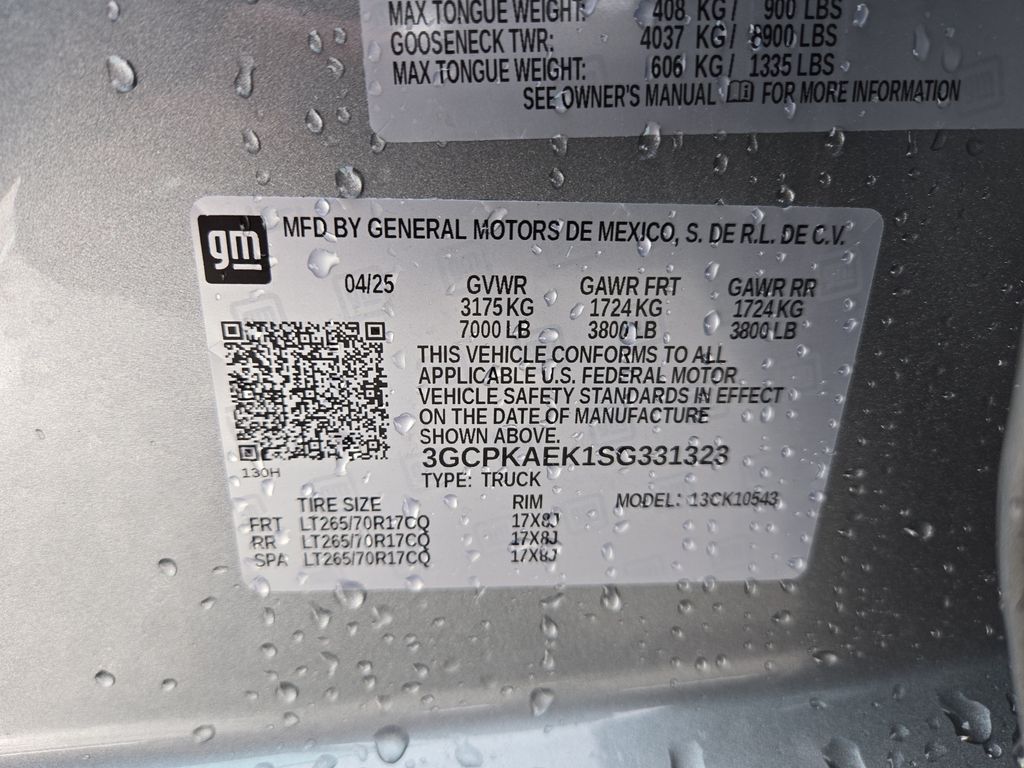 MAX TONGUE WEIGHT: 408 KG / 900 LBS
GOOSENECK TWR: 4037 KG / 8900 LBS
MAX TONGUE WEIGHT: 606 KG / 1335 LBS
SEE OWNER'S MANUAL FOR MORE INFORMATION
gm
MFD BY GENERAL MOTORS DE MEXICO, S. DE R.L. DE C.V.
04/25 GVWR GAWR FRT GAWR RR
3175 KG 1724 KG 1724 KG
7000 LB 3800 LB 3800 LB
THIS VEHICLE CONFORMS TO ALL
APPLICABLE U.S. FEDERAL MOTOR
VEHICLE SAFETY STANDARDS IN EFFECT
ON THE DATE OF MANUFACTURE
SHOWN ABOVE.
3GCPKAEK1SG331323
130H
TYPE: TRUCK
TIRE SIZE RIM MODEL: 13CK10543
FRT LT265/70R17CQ 17X8J
RR LT265/70R17CQ 17X8J
SPA LT265/70R17CQ 17X8J